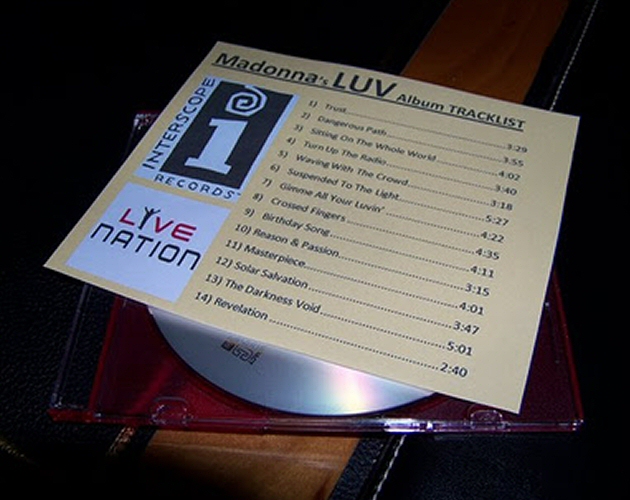 Madonna's LUV Album TRACKLIST
INTERSCOPE
i
RECORDS
LIVE
NATION
1) Trust..........3:29
2) Dangerous Path..........3:55
3) Sitting On The Whole World..........4:02
4) Turn Up The Radio..........3:40
5) Waving With The Crowd..........3:18
6) Suspended To The Light..........5:27
7) Gimme All Your Luvin'..........4:22
8) Crossed Fingers..........4:35
9) Birthday Song..........4:11
10) Reason & Passion..........3:15
11) Masterpiece..........4:01
12) Solar Salvation..........3:47
13) The Darkness Void..........5:01
14) Revelation..........2:40